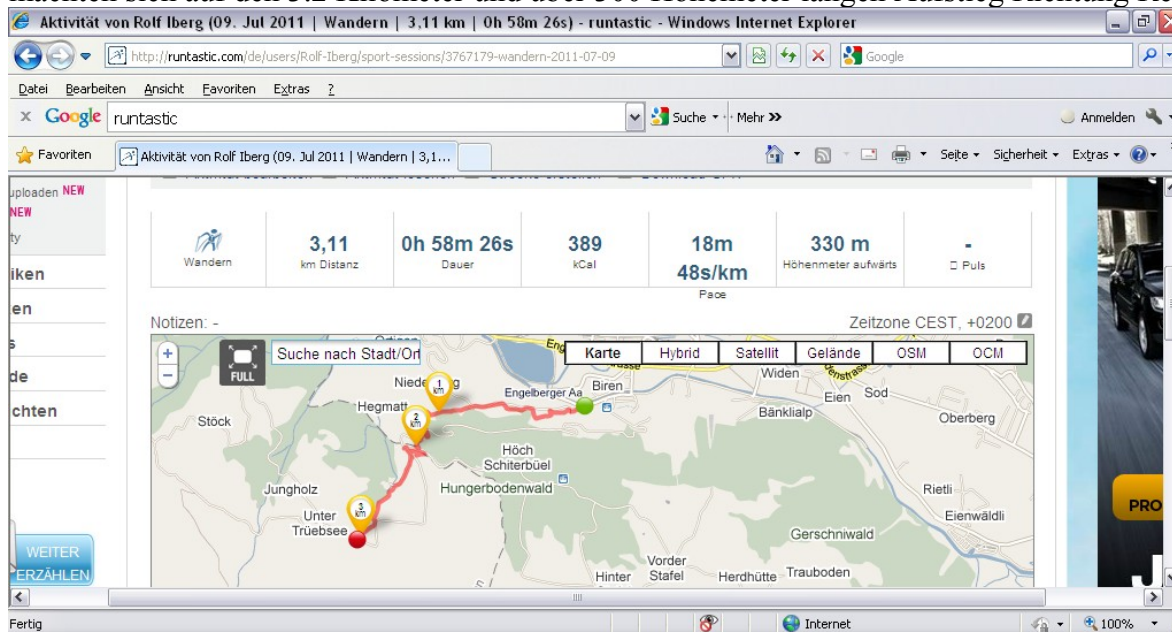 Aktivität von Rolf Iberg (09. Jul 2011 | Wandern | 3,11 km | 0h 58m 26s) - runtastic - Windows Internet Explorer
http://runtastic.com/de/users/Rolf-Iberg/sport-sessions/3767179-wandern-2011-07-09
Google
Datei Bearbeiten Ansicht Favoriten Extras ?
x Google runtastic Suche Mehr >> Anmelden
Favoriten Aktivität von Rolf Iberg (09. Jul 2011 | Wandern | 3,1... Seite Sicherheit Extras
uploaden NEW
NEW
ty
iken
en
s
de
chten
WEITER
ERZÄHLEN
3,11 0h 58m 26s 389 18m 330 m -
Wandern km Distanz Dauer kCal 48s/km Höhenmeter aufwärts Puls
Pace
Notizen: - Zeitzone CEST, +0200
+ FULL Suche nach Stadt/Ort Karte Hybrid Satellit Gelände OSM OCM
-
Widen
Engelberger Aa Biren
Eien Sod
Hegmatt
1 km
2 km
Bänklialp Oberberg
Stöck
Höch
Schiterbüel
Jungholz Hungerbodenwald Rietli
3 km
Unter
Trüebsee
Eienwäldli
Gerschniwald
Vorder
Hinter Stafel Herdhütte Trauboden
PRO
Fertig Internet 100%